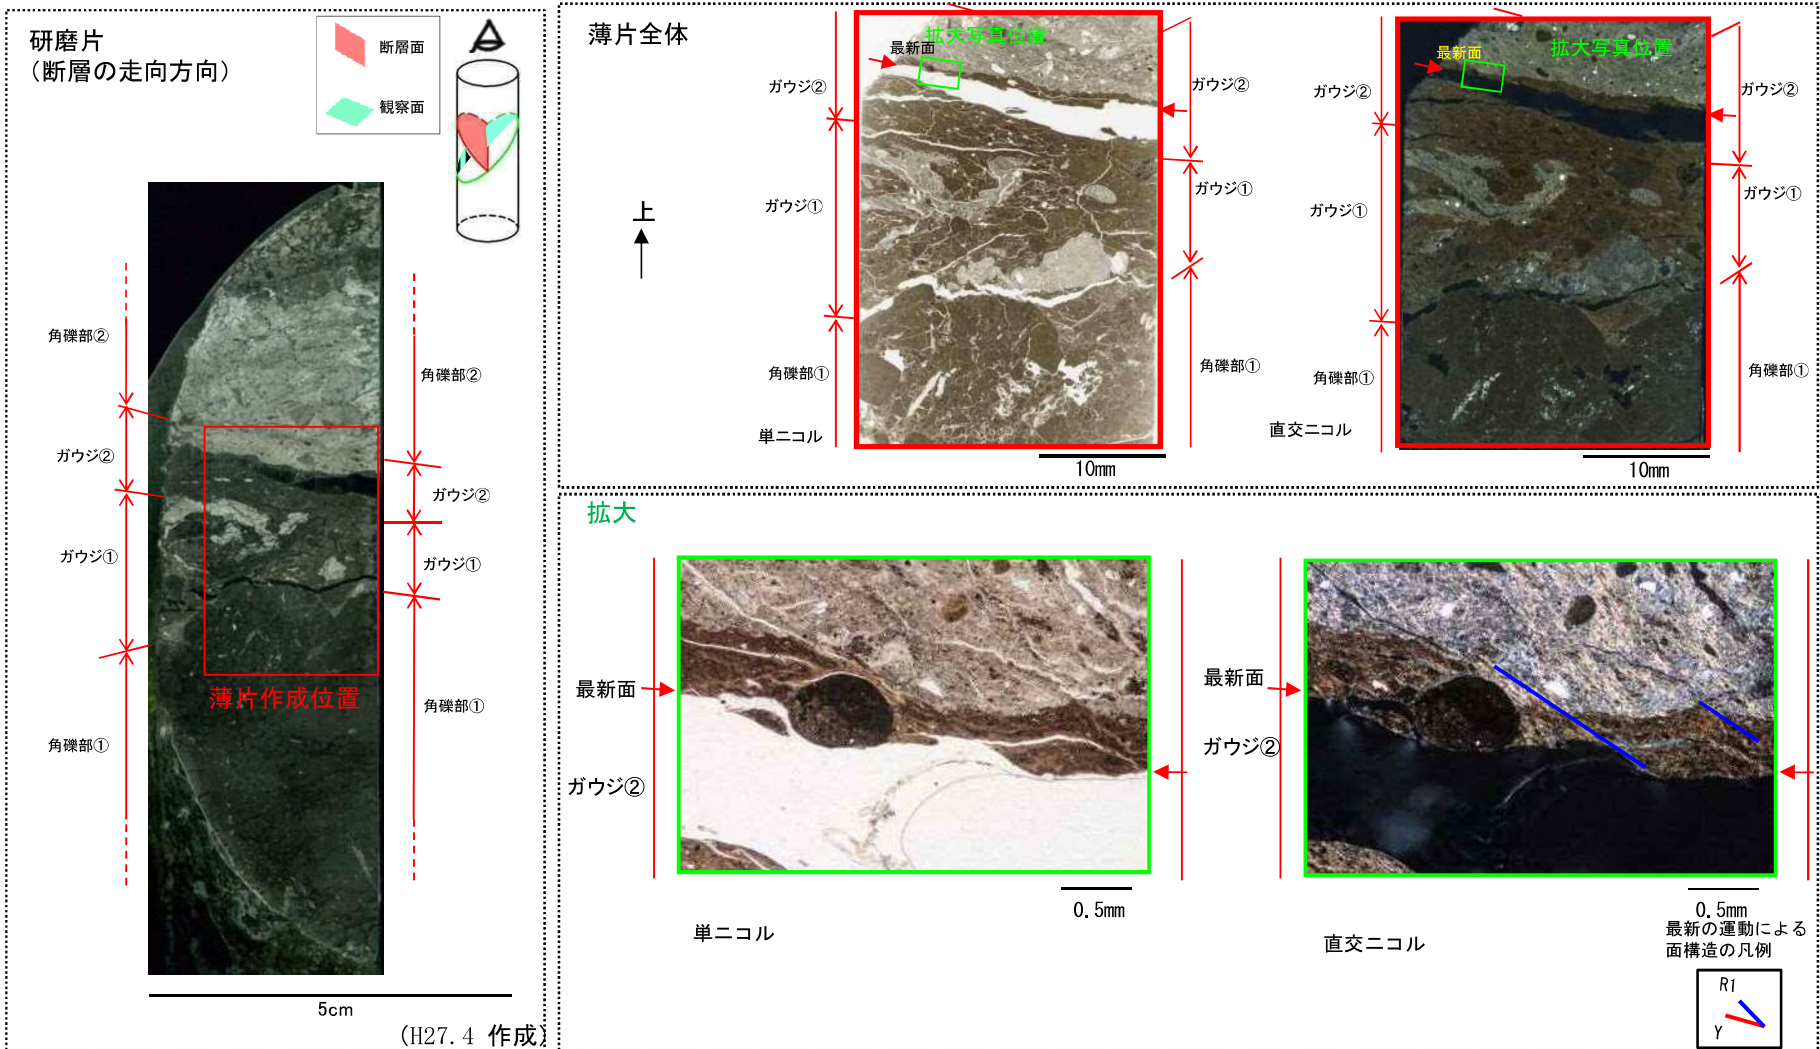 研磨片
（断層の走向方向）
断層面
観察面
角礫部②
ガウジ②
ガウジ①
角礫部①
角礫部②
ガウジ②
ガウジ①
角礫部①
薄片作成位置
5cm
(H27.4 作成)
薄片全体
上
最新面
拡大写真位置
ガウジ②
ガウジ①
角礫部①
ガウジ②
ガウジ①
角礫部①
単ニコル
10mm
最新面
拡大写真位置
ガウジ②
ガウジ①
角礫部①
ガウジ②
ガウジ①
角礫部①
直交ニコル
10mm
拡大
最新面
ガウジ②
0.5mm
単ニコル
最新面
ガウジ②
0.5mm
直交ニコル
最新の運動による
面構造の凡例
R1
Y